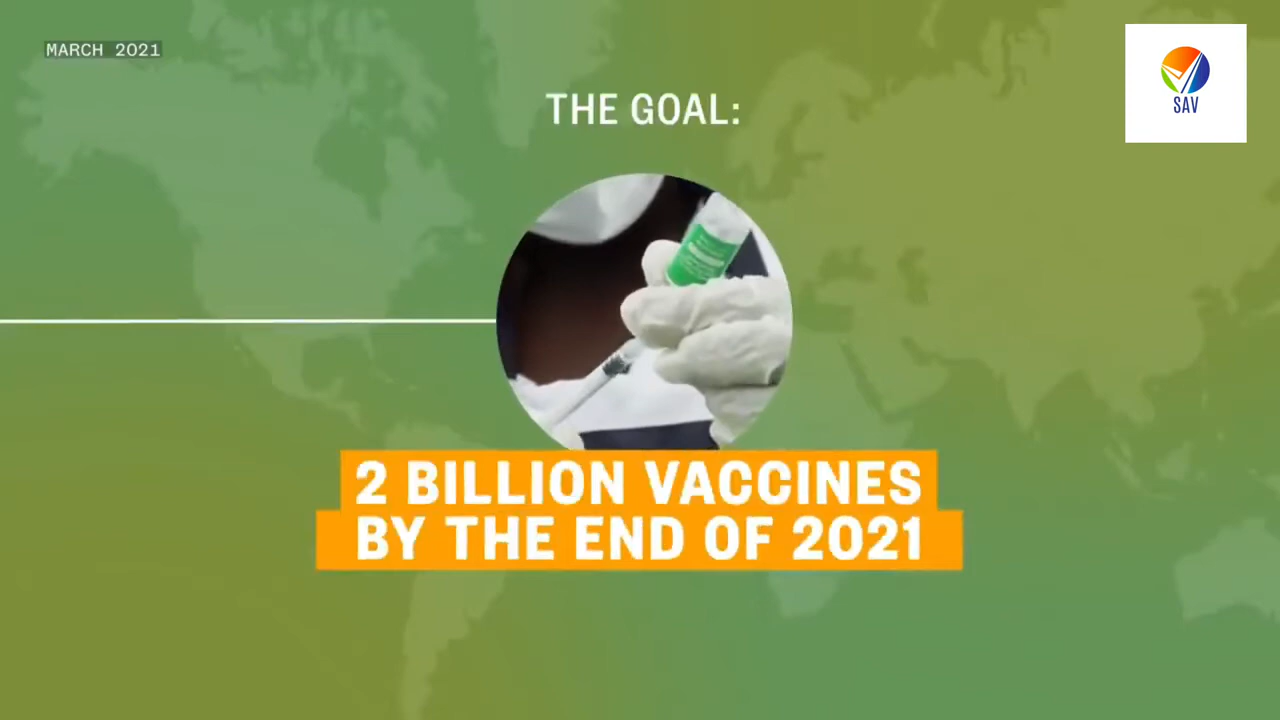 MARCH 2021
SAV
THE GOAL:
2 BILLION VACCINES
BY THE END OF 2021